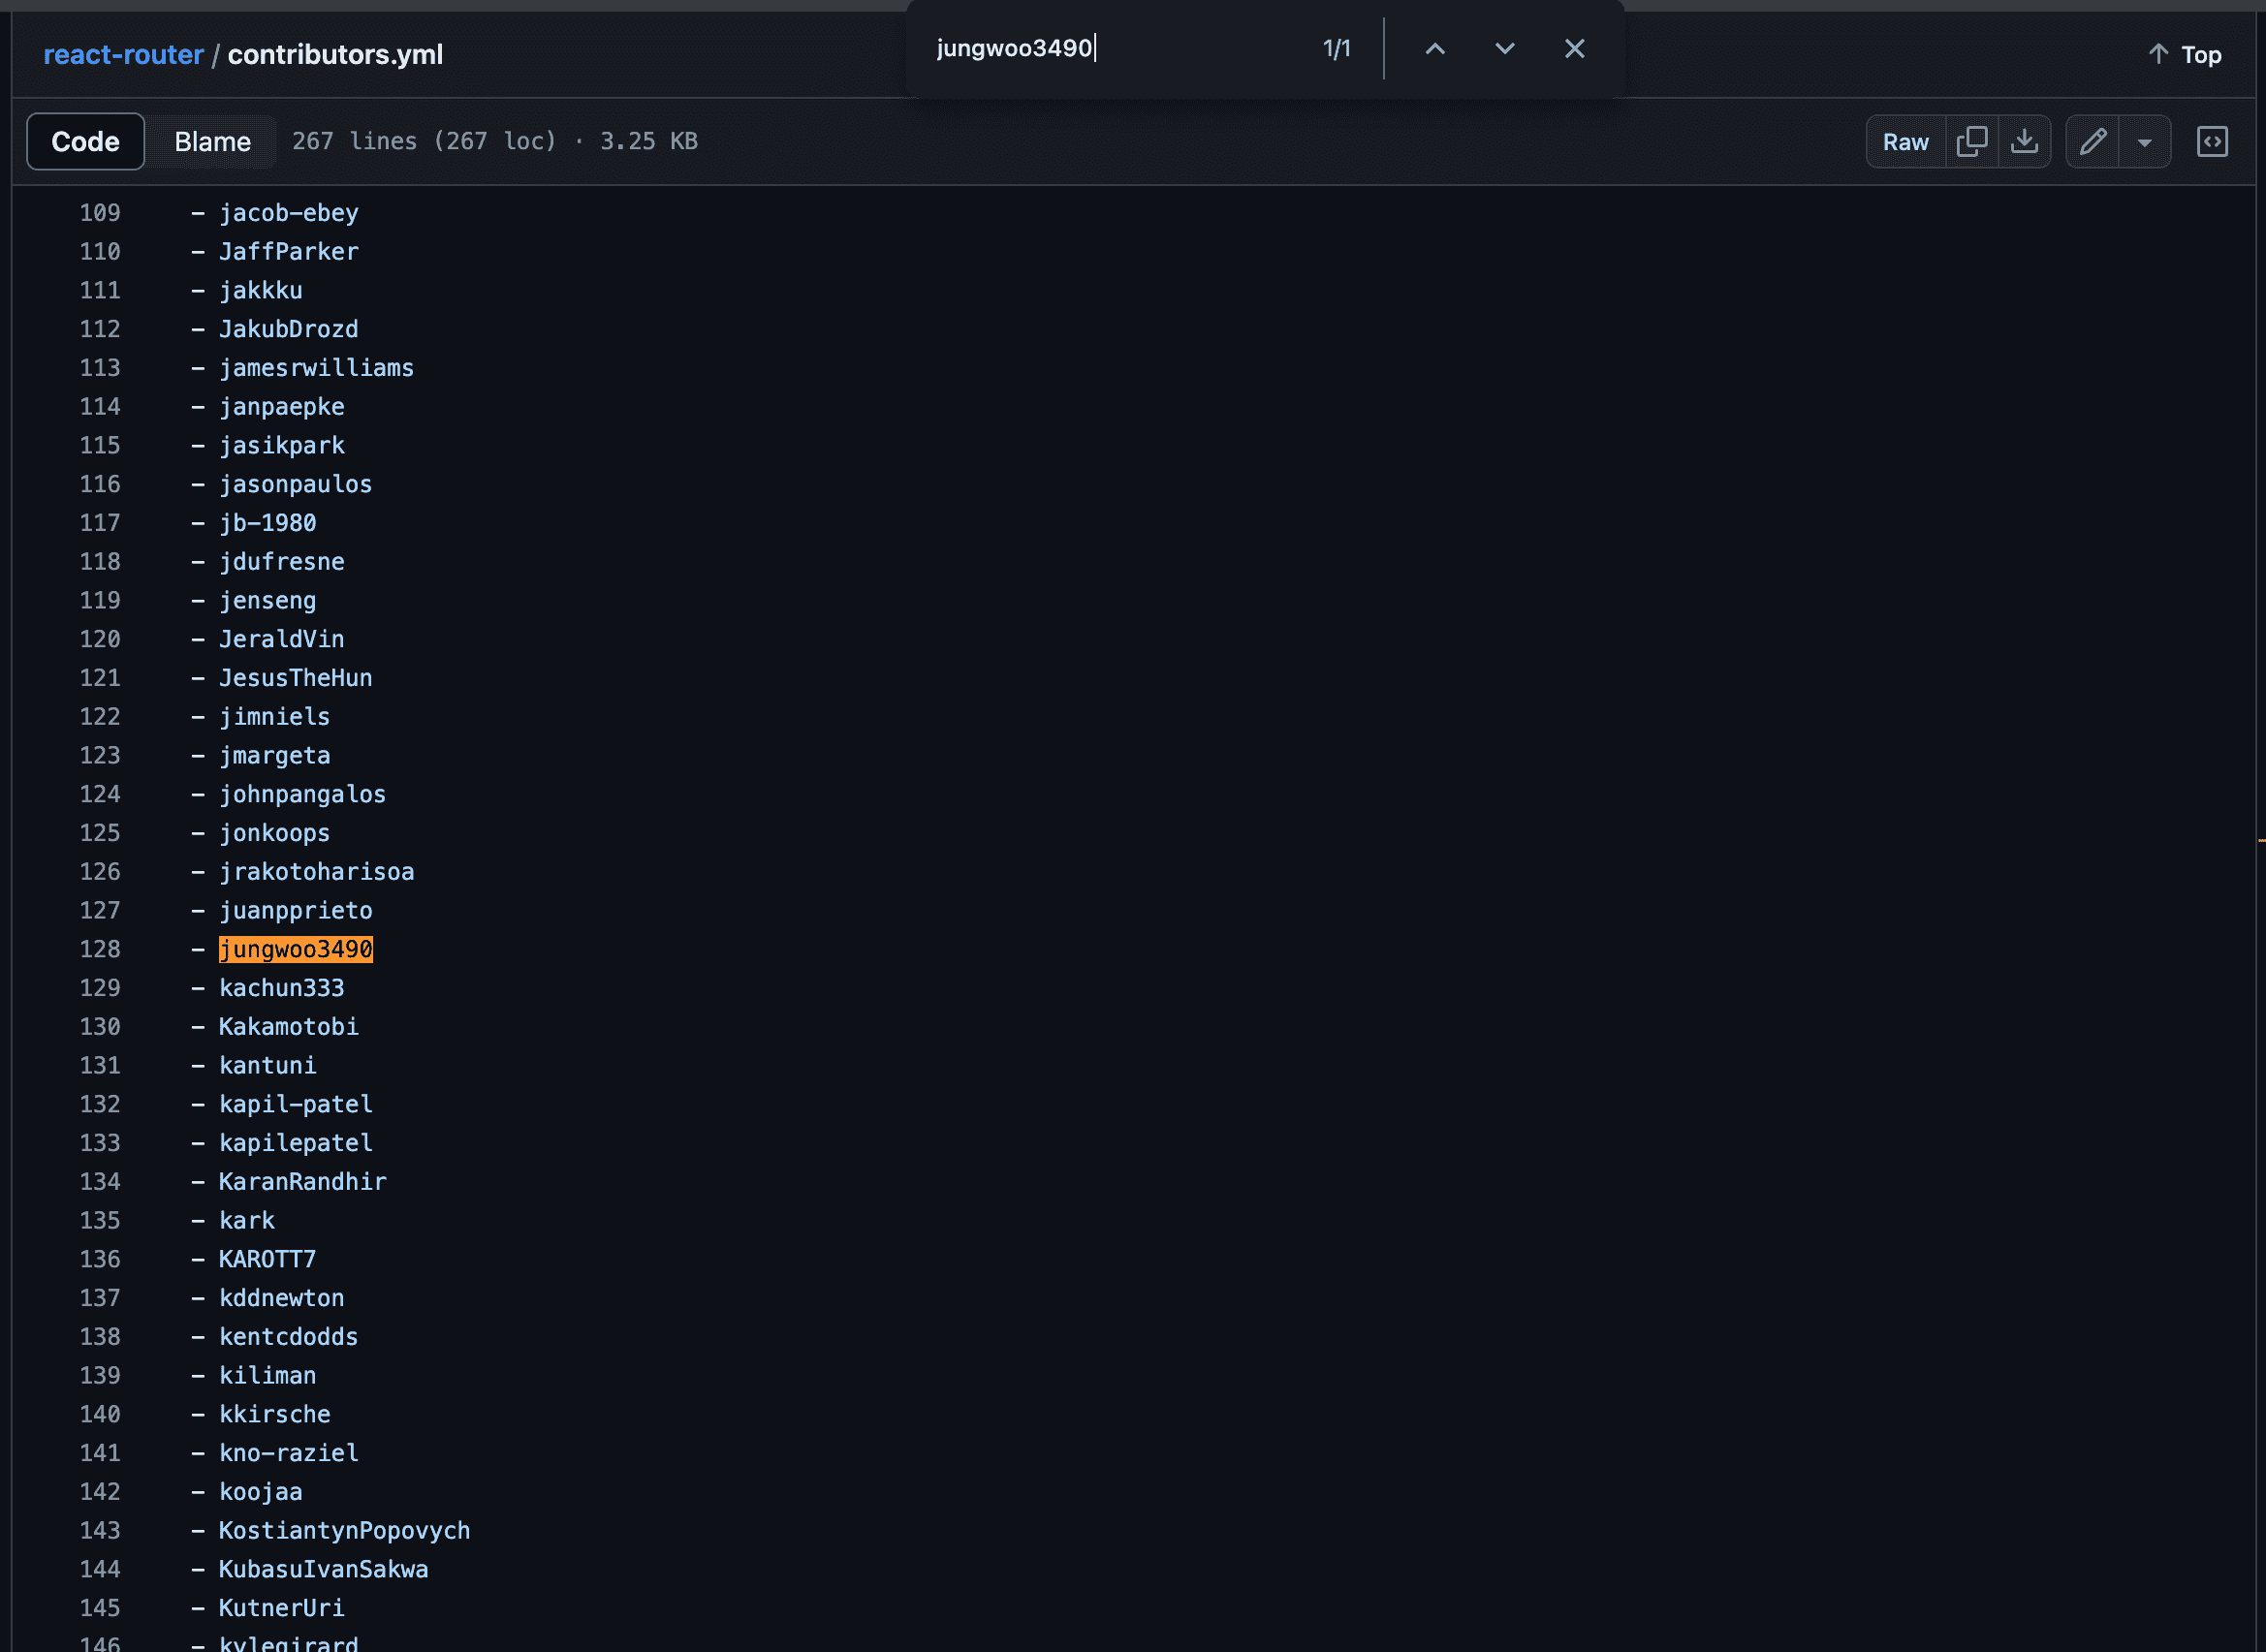 react-router / contributors.yml
jungwoo3490 1/1
Top
Code Blame 267 lines (267 loc) · 3.25 KB Raw
109 - jacob-ebey
110 - JaffParker
111 - jakkku
112 - JakubDrozd
113 - jamesrwilliams
114 - janpaepke
115 - jasikpark
116 - jasonpaulos
117 - jb-1980
118 - jdufresne
119 - jenseng
120 - JeraldVin
121 - JesusTheHun
122 - jimniels
123 - jmargeta
124 - johnpangalos
125 - jonkoops
126 - jrakotoharisoa
127 - juanpprieto
128 - jungwoo3490
129 - kachun333
130 - Kakamotobi
131 - kantuni
132 - kapil-patel
133 - kapilepatel
134 - KaranRandhir
135 - kark
136 - KAROTT7
137 - kddnewton
138 - kentcdodds
139 - kiliman
140 - kkirsche
141 - kno-raziel
142 - koojaa
143 - KostiantynPopovych
144 - KubasuIvanSakwa
145 - KutnerUri
146 - kylegirard